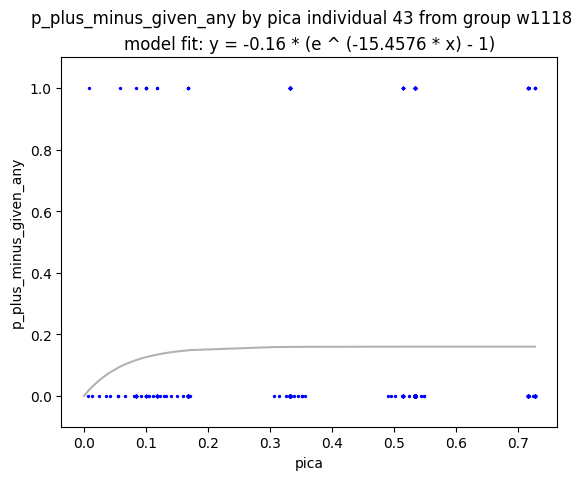 p_plus_minus_given_any by pica individual 43 from group w1118
model fit: y = -0.16 * (e ^ (-15.4576 * x) - 1)
p_plus_minus_given_any
1.0
0.8
0.6
0.4
0.2
0.0
0.0 0.1 0.2 0.3 0.4 0.5 0.6 0.7
pica